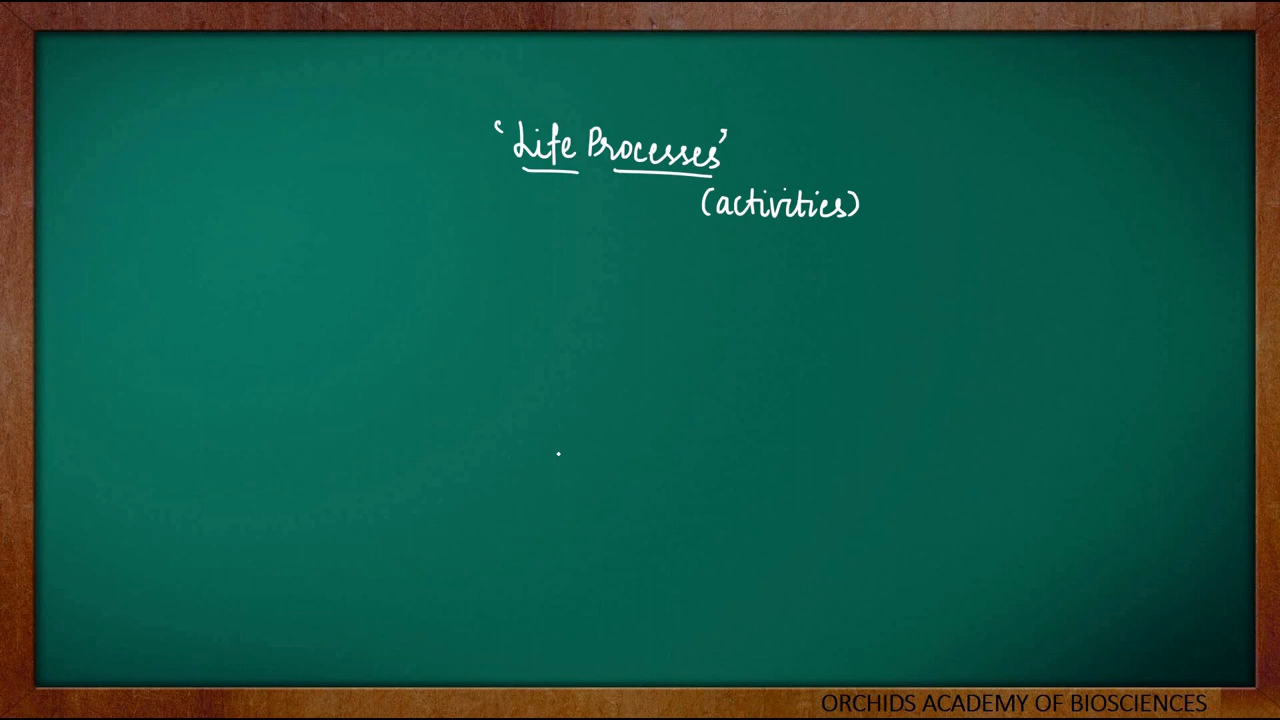 ‘Life Processes’
(activities)
ORCHIDS ACADEMY OF BIOSCIENCES